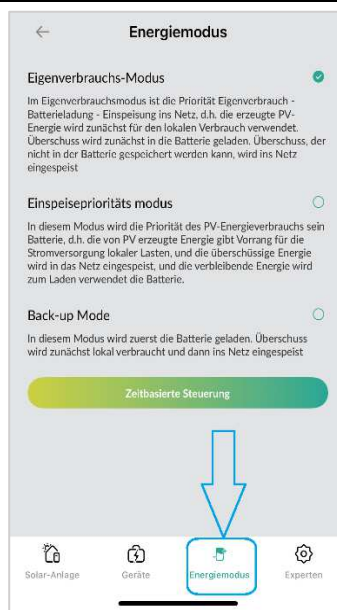 Energiemodus
Eigenverbrauchs-Modus
Im Eigenverbrauchsmodus ist die Priorität Eigenverbrauch -
Batterieladung - Einspeisung ins Netz, d.h. die erzeugte PV-
Energie wird zunächst für den lokalen Verbrauch verwendet.
Überschuss wird zunächst in die Batterie geladen. Überschuss, der
nicht in der Batterie gespeichert werden kann, wird ins Netz
eingespeist
Einspeiseprioritäts modus
In diesem Modus wird die Priorität des PV-Energieverbrauchs sein
Batterie, d.h. die von PV erzeugte Energie gibt Vorrang für die
Stromversorgung lokaler Lasten, und die überschüssige Energie
wird in das Netz eingespeist, und die verbleibende Energie wird
zum Laden verwendet die Batterie.
Back-up Mode
In diesem Modus wird zuerst die Batterie geladen. Überschuss
wird zunächst lokal verbraucht und dann ins Netz eingespeist
Zeitbasierte Steuerung
Solar-Anlage Geräte Energiemodus Experten